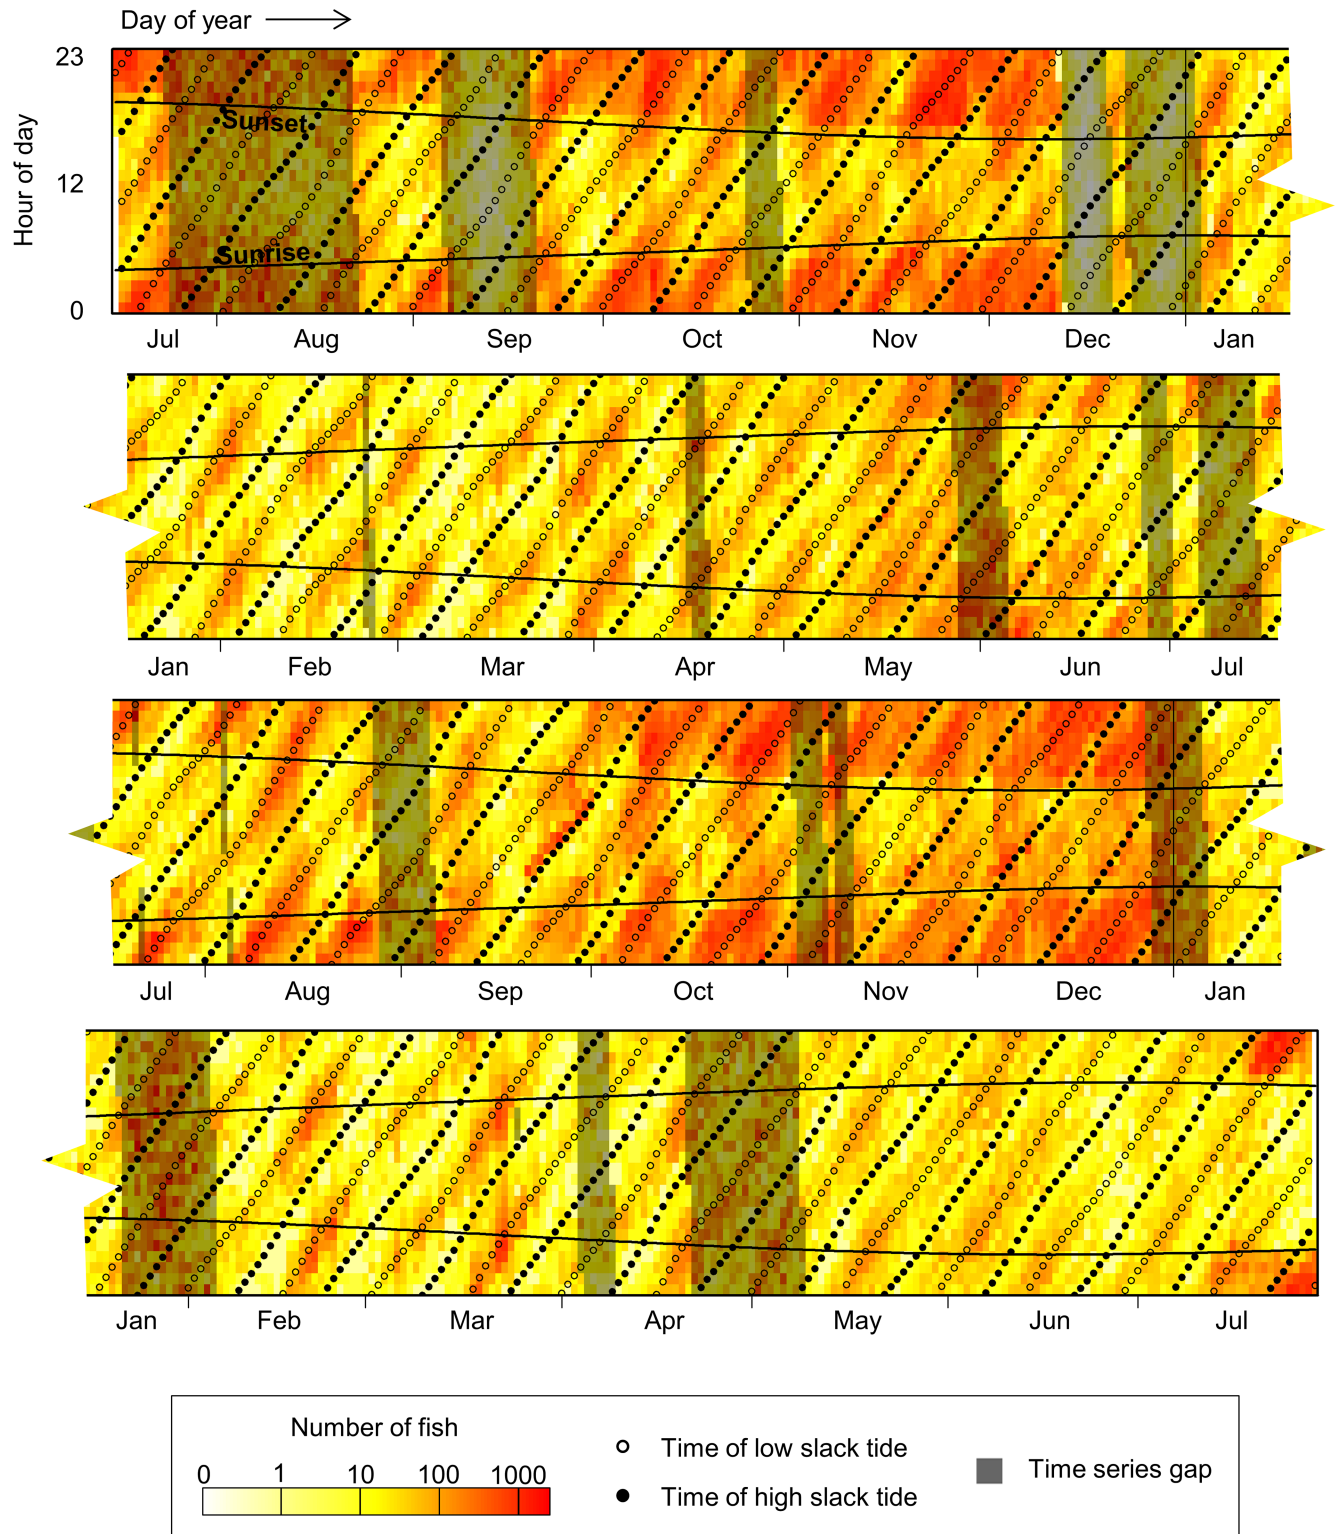 Day of year
23
Sunset
Hour of day
12
Sunrise
0
Jul Aug Sep Oct Nov Dec Jan
Jan Feb Mar Apr May Jun Jul
Jul Aug Sep Oct Nov Dec Jan
Jan Feb Mar Apr May Jun Jul
Number of fish
0 1 10 100 1000
Time of low slack tide
Time of high slack tide
Time series gap